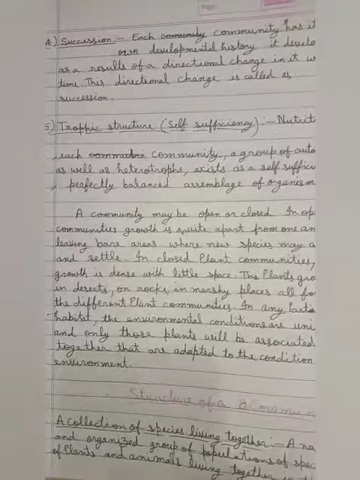 4) Succession :- Each community community has it
own developmental history it develo
as a results of a directional change in it w
time. This directional change is called as
succession.
5) Trophic structure (Self sufficiency) :- Nutrit
, each community, a group of auto
as well as heterotrophs, exists as a self suffici
, perfectly balanced assemblage of organism
A community may be open or closed In op
communities growth is quite apart from one an
leaving bare areas where new species may a
and settle. In closed Plant communities,
growth is dense with little space. The Plants gro
in deserts, on rocks, in marshy places all fo
the different Plant communities. In any
habitat, the environmental conditions are uni
and only those plants will be associated
together that are adapted to the condition
environment.
Structure of a
A collection of species living together :- A na
and organized group of populations of spec
of Plants and animals living together in